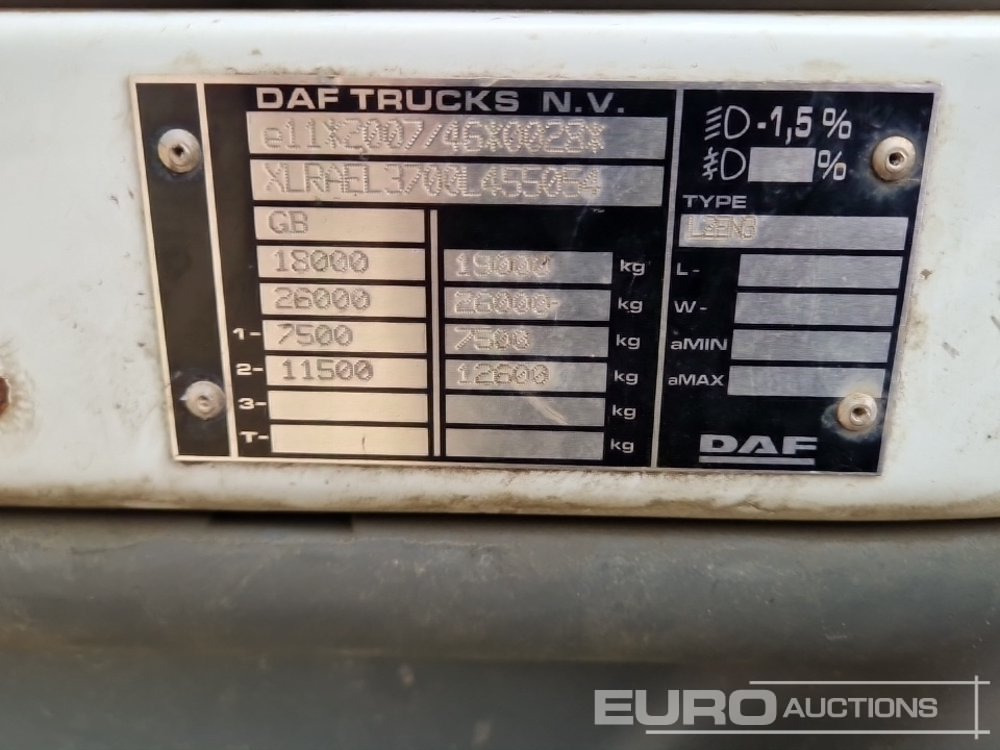 DAF TRUCKS N.V.
e11*2007/46*0028*
XLRAEL3700L455054
GB
18000 19000 kg
26000 26000 kg
1- 7500 7500 kg
2- 11500 12600 kg
3- kg
T- kg
-1,5%
%
TYPE
L22N3
L-
W-
aMIN
aMAX
DAF
EURO AUCTIONS